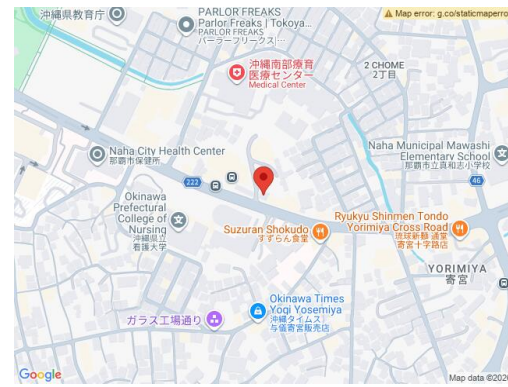 沖縄県教育庁
PARLOR FREAKS
Parlor Freaks | Tokoya...
PARLOR FREAKS
パーラーフリークス|...
Map error: g.co/staticmaperro
沖縄南部療育
医療センター
Medical Center
2 CHOME
2丁目
Naha City Health Center
那覇市保健所
Naha Municipal Mawashi
Elementary School
那覇市立真和志小学校
222
46
Okinawa
Prefectural
College of
Nursing
沖縄県立
看護大学
Suzuran Shokudo
すずらん食堂
Ryukyu Shinmen Tondo
Yorimiya Cross Road
琉球新麺 通堂
寄宮十字路店
YORIMIYA
寄宮
Okinawa Times
Yogi Yosemiya
沖縄タイムス
与儀寄宮販売店
ガラス工場通り
Google
Map data ©2026